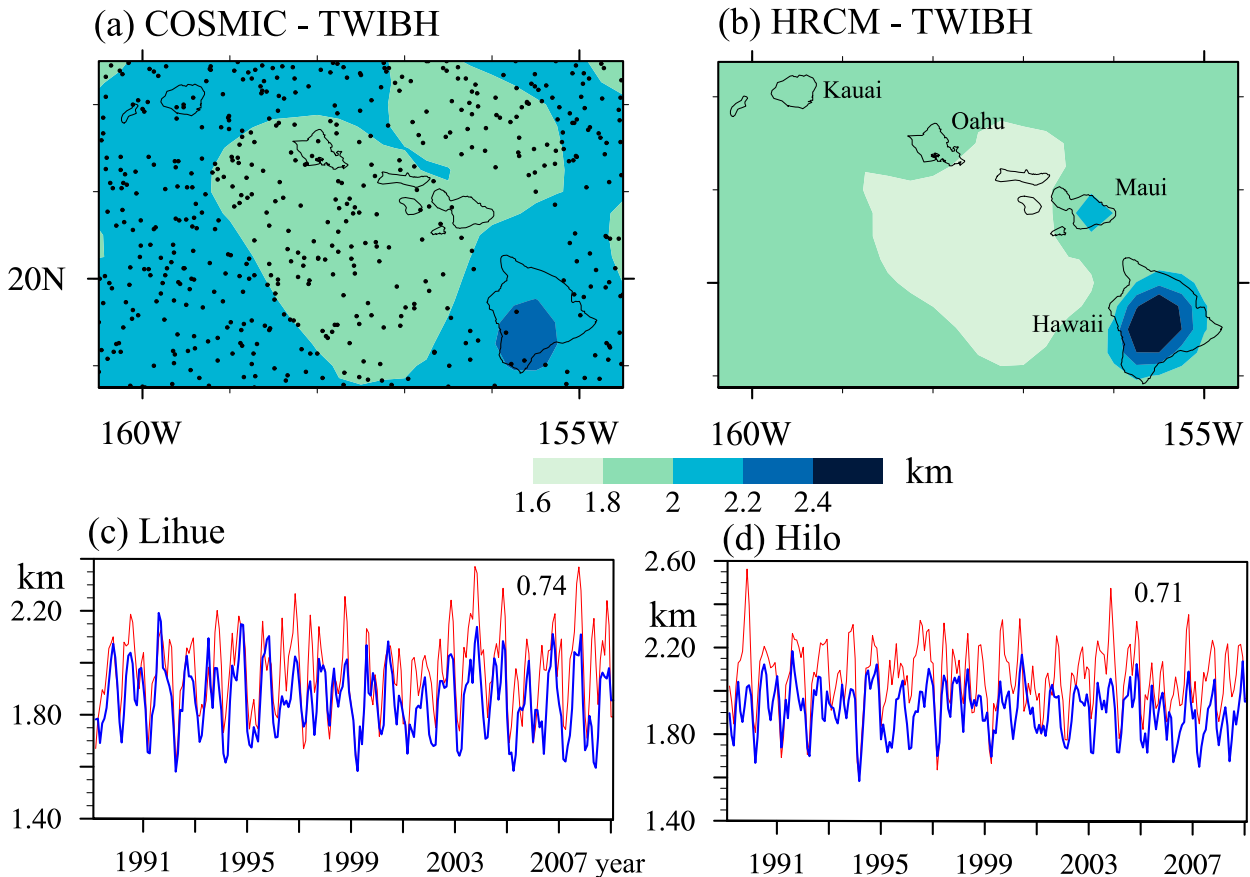 (a) COSMIC - TWIBH
(b) HRCM - TWIBH
Kauai
Oahu
Maui
Hawaii
20N
160W 155W
160W 155W
1.6 1.8 2 2.2 2.4 km
(c) Lihue
km
2.20
1.80
1.40
0.74
1991 1995 1999 2003 2007 year
(d) Hilo
2.60
km
2.20
1.80
1.40
0.71
1991 1995 1999 2003 2007